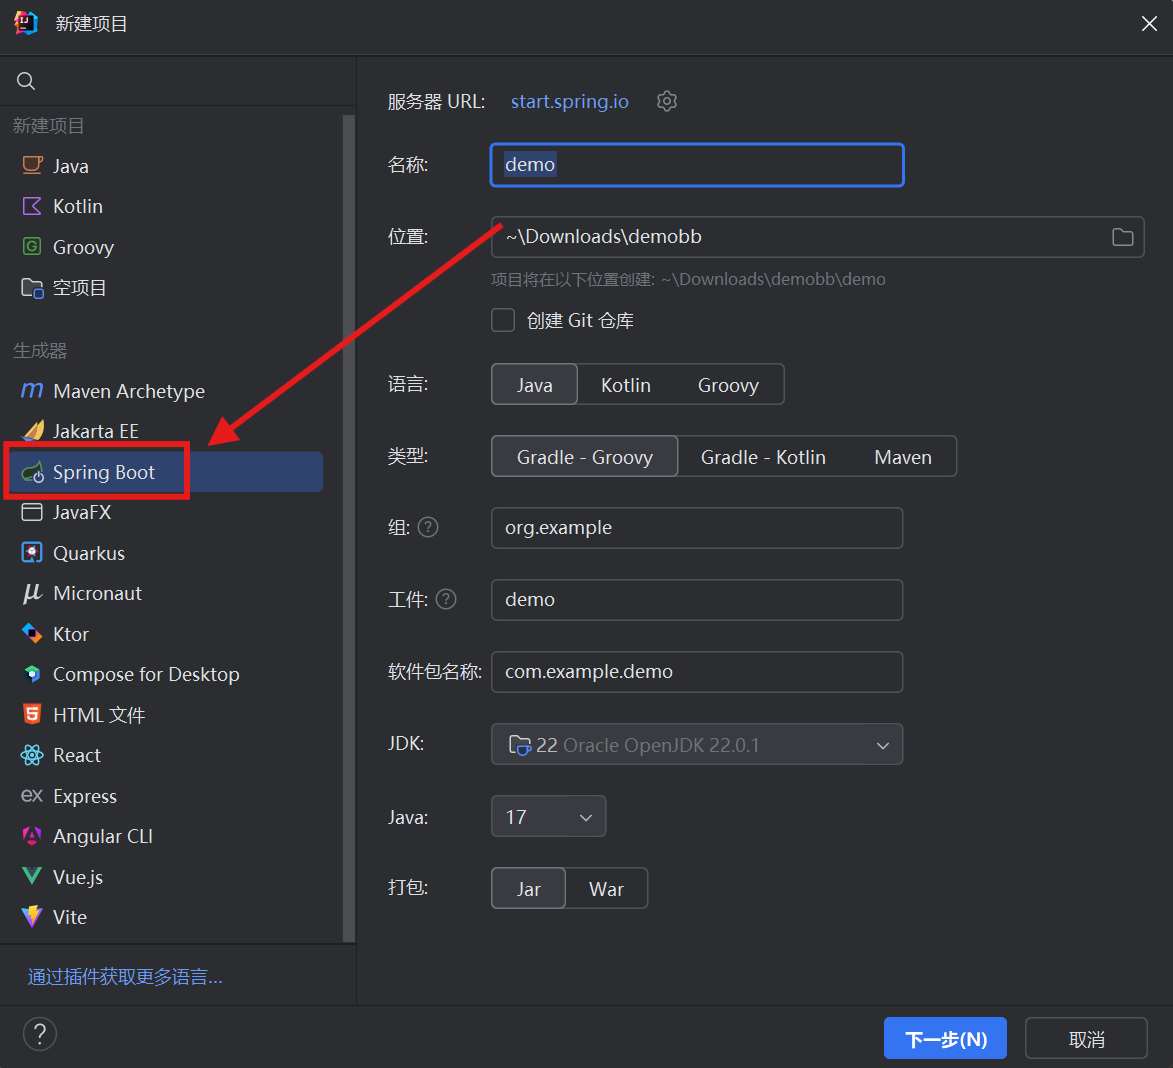 新建项目
新建项目
Java
Kotlin
Groovy
空项目
生成器
Maven Archetype
Jakarta EE
Spring Boot
JavaFX
Quarkus
Micronaut
Ktor
Compose for Desktop
HTML 文件
React
Express
Angular CLI
Vue.js
Vite
通过插件获取更多语言...
服务器 URL: start.spring.io
名称: demo
位置: ~\Downloads\demobb
项目将在以下位置创建: ~\Downloads\demobb\demo
创建 Git 仓库
语言: Java Kotlin Groovy
类型: Gradle - Groovy Gradle - Kotlin Maven
组: ? org.example
工件: ? demo
软件包名称: com.example.demo
JDK: 22 Oracle OpenJDK 22.0.1
Java: 17
打包: Jar War
? 下一步(N) 取消